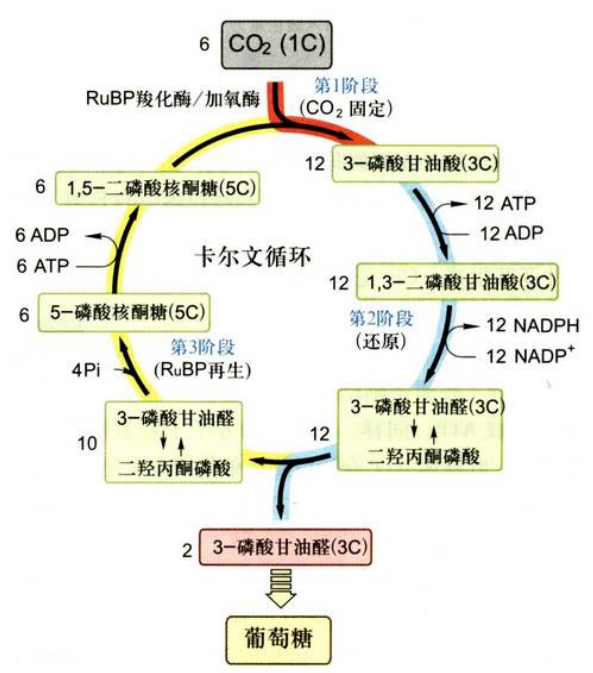 6 CO₂ (1C)
RuBP羧化酶/加氧酶
第1阶段
(CO₂ 固定)
12 3-磷酸甘油酸(3C)
6 1,5-二磷酸核酮糖(5C)
12 ATP
12 ADP
6 ADP
6 ATP
卡尔文循环
12 1,3-二磷酸甘油酸(3C)
6 5-磷酸核酮糖(5C)
第2阶段
(还原)
12 NADPH
12 NADP⁺
第3阶段
(RuBP再生)
4Pi
3-磷酸甘油醛(3C)
12
二羟丙酮磷酸
3-磷酸甘油醛
10
二羟丙酮磷酸
2 3-磷酸甘油醛(3C)
葡萄糖